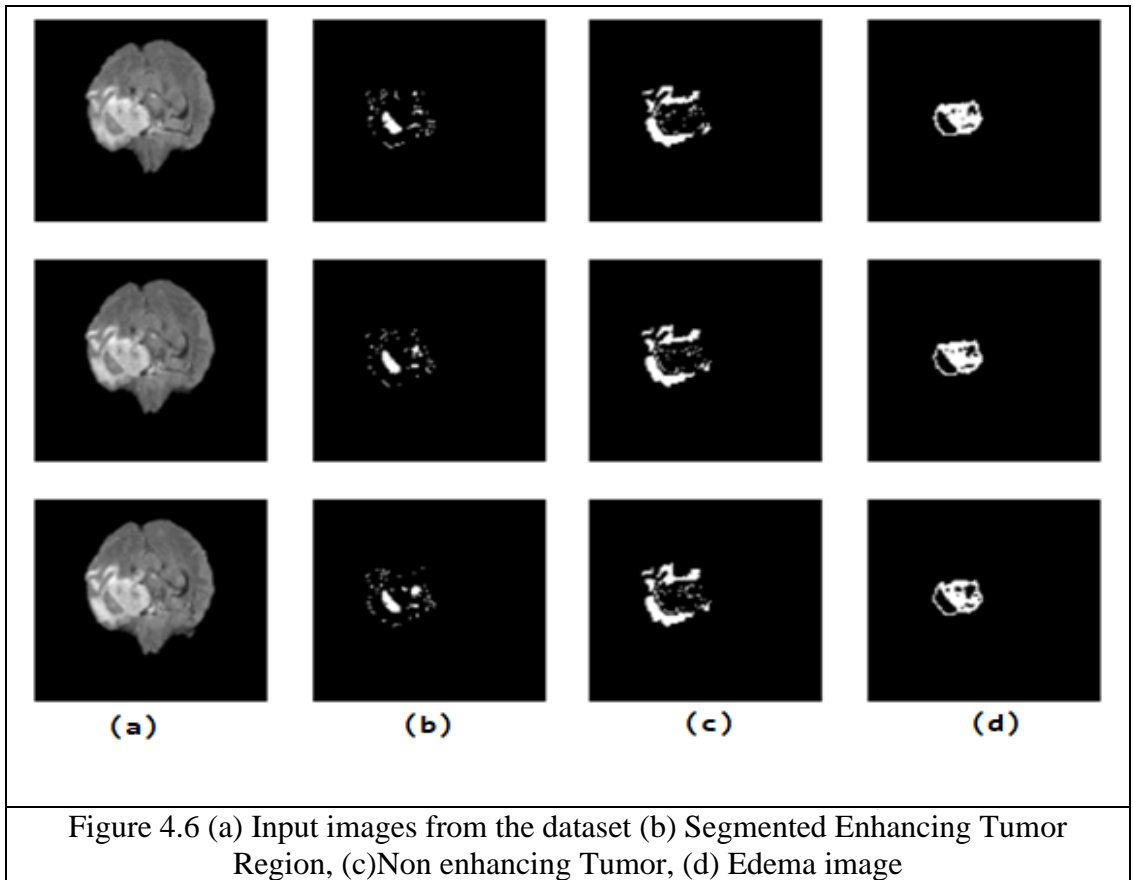 (a) (b) (c) (d)
Figure 4.6 (a) Input images from the dataset (b) Segmented Enhancing Tumor
Region, (c)Non enhancing Tumor, (d) Edema image